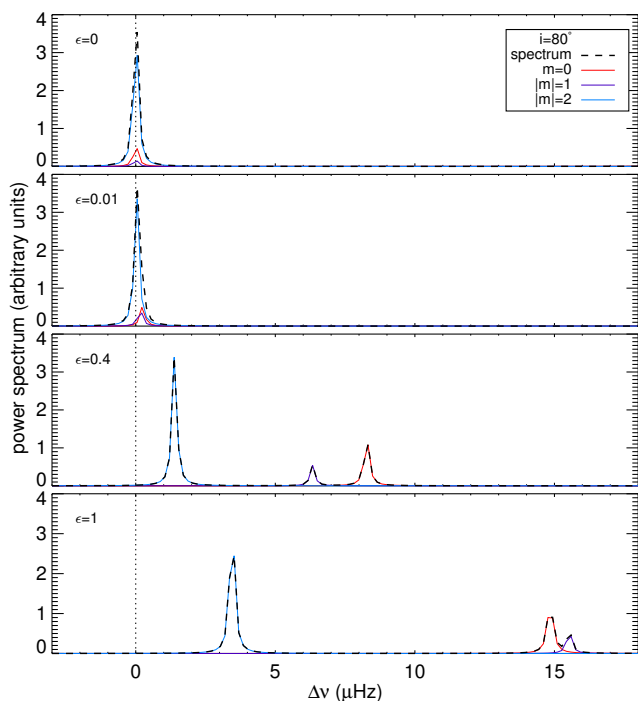 4
3
2
1
0
ϵ=0
i=80°
spectrum
m=0
|m|=1
|m|=2
4
3
2
1
0
ϵ=0.01
4
3
2
1
0
ϵ=0.4
4
3
2
1
0
ϵ=1
power spectrum (arbitrary units)
0 5 10 15
Δν (μHz)